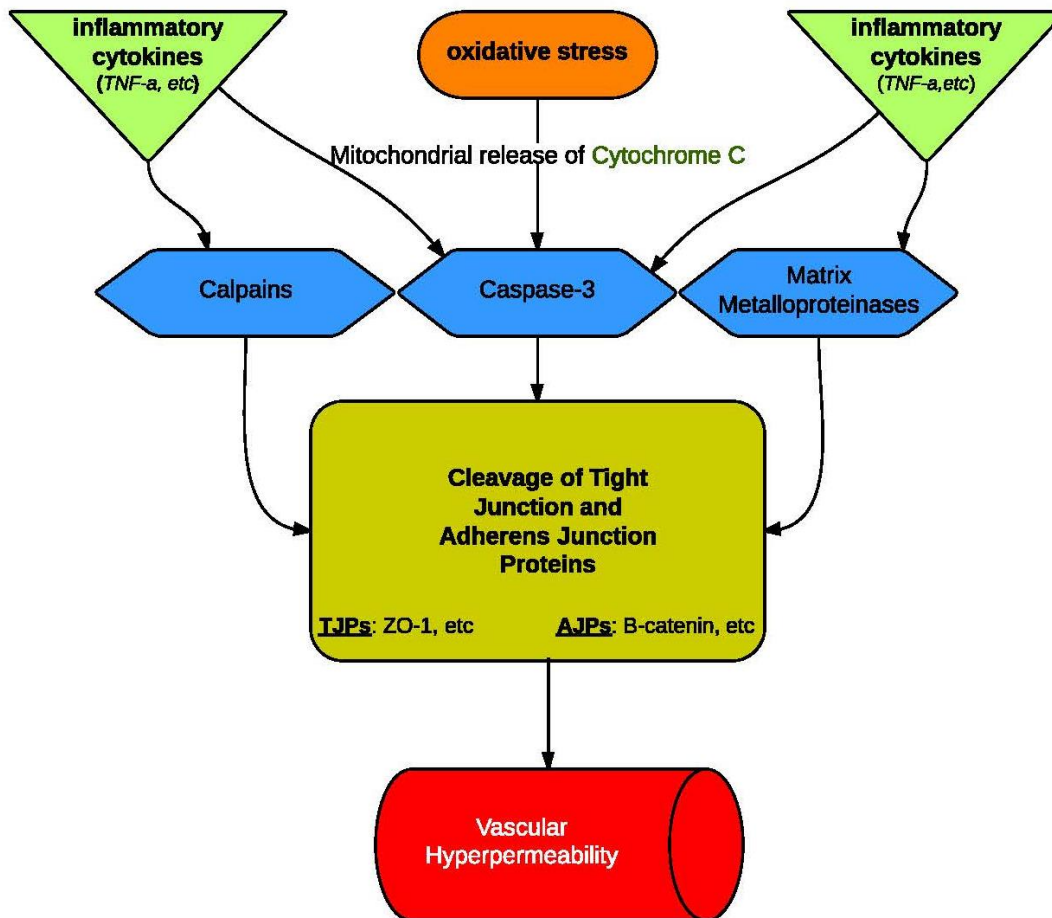 inflammatory
cytokines
(TNF-a, etc)
oxidative stress
inflammatory
cytokines
(TNF-a,etc)
Mitochondrial release of Cytochrome C
Calpains
Caspase-3
Matrix
Metalloproteinases
Cleavage of Tight
Junction and
Adherens Junction
Proteins
TJPs: ZO-1, etc
AJPs: B-catenin, etc
Vascular
Hyperpermeability